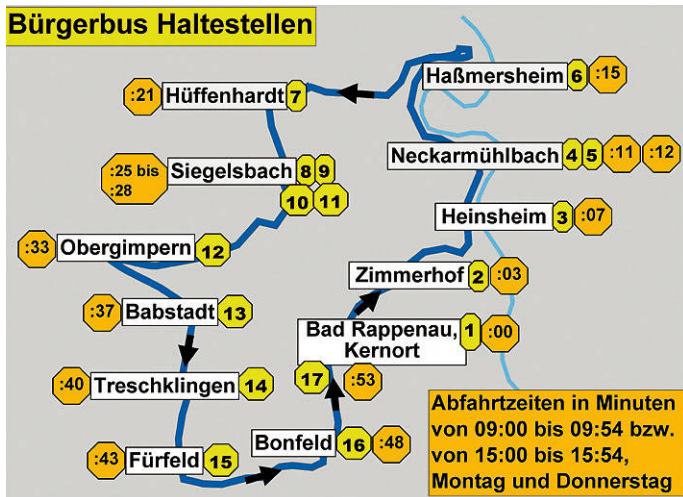 Bürgerbus Haltestellen
Haßmersheim 6 :15
:21 Hüffenhardt 7
Neckarmühlbach 4 5 :11 :12
:25 bis
:28
Siegelsbach 8 9
10 11
Heinsheim 3 :07
:33 Obergimpern 12
Zimmerhof 2 :03
:37 Babstadt 13
Bad Rappenau,
Kernort
1 :00
17 :53
:40 Treschklingen 14
Bonfeld 16 :48
:43 Fürfeld 15
Abfahrtzeiten in Minuten
von 09:00 bis 09:54 bzw.
von 15:00 bis 15:54,
Montag und Donnerstag